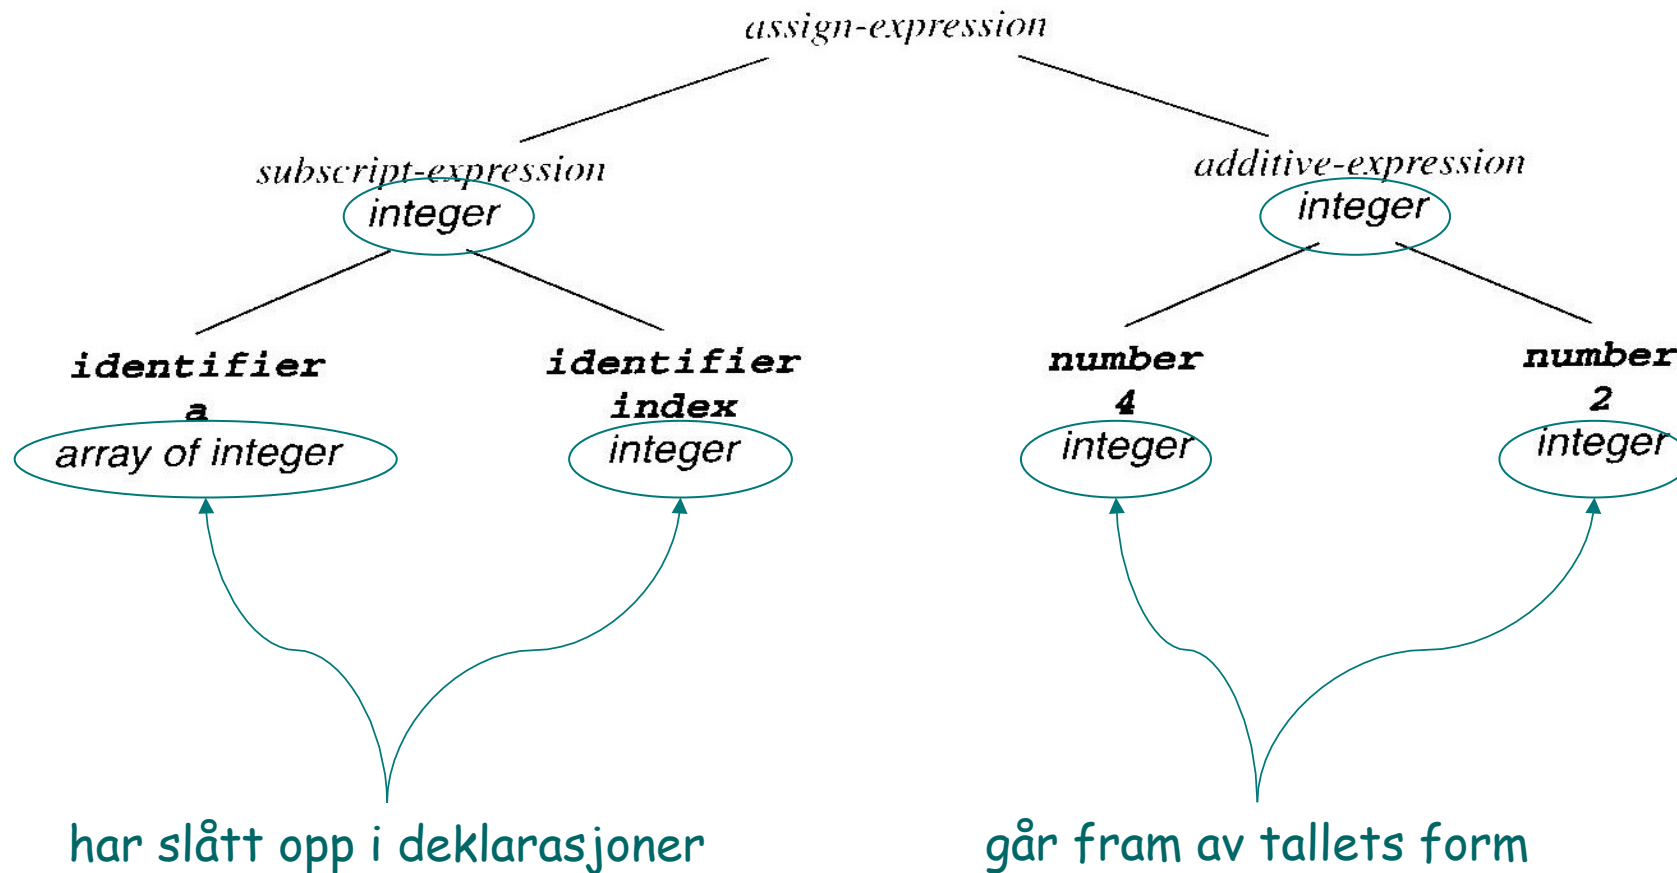 assign-expression
subscript-expression
integer
additive-expression
integer
identifier
a
array of integer
identifier
index
integer
number
4
integer
number
2
integer
har slått opp i deklarasjoner
går fram av tallets form